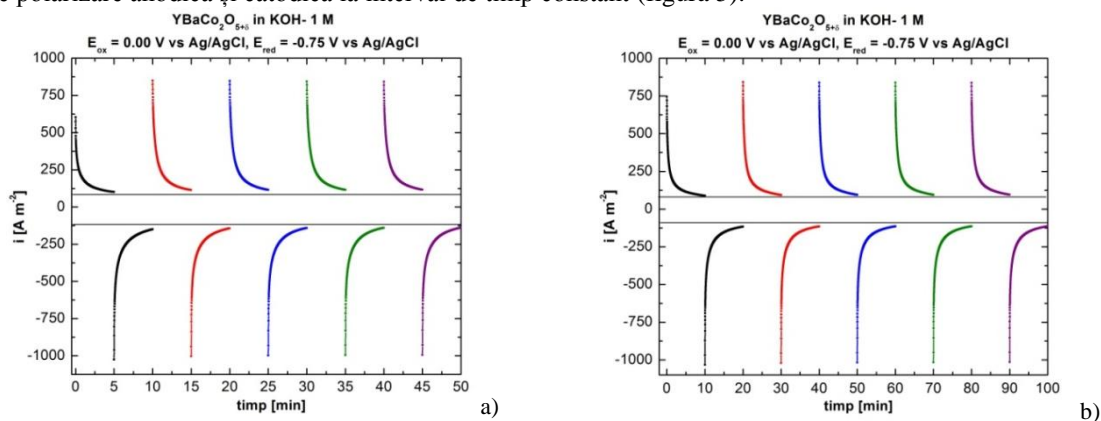 e polarizare anodică și catodică la interval de timp constant (figura 3).
YBaCo₂O₅₊δ in KOH- 1 M
E_ox = 0.00 V vs Ag/AgCl, E_red = -0.75 V vs Ag/AgCl
1000
750
500
250
0
-250
-500
-750
-1000
i [A m⁻²]
0 5 10 15 20 25 30 35 40 45 50
timp [min]
a)
YBaCo₂O₅₊δ in KOH- 1 M
E_ox = 0.00 V vs Ag/AgCl, E_red = -0.75 V vs Ag/AgCl
1000
750
500
250
0
-250
-500
-750
-1000
i [A m⁻²]
0 10 20 30 40 50 60 70 80 90 100
timp [min]
b)